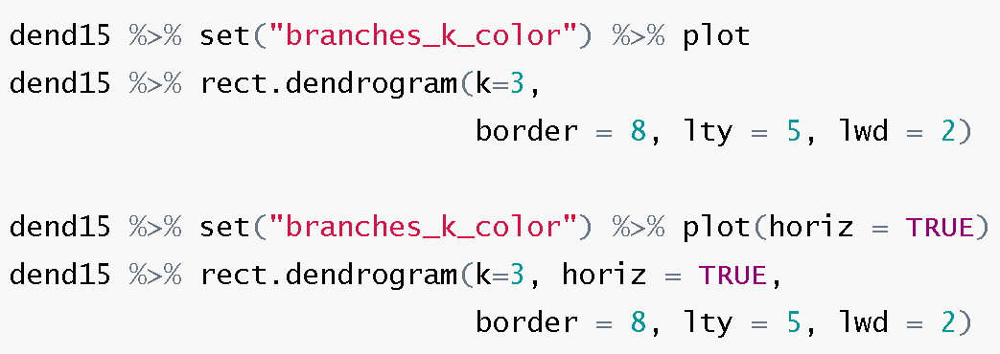 dend15 %>% set("branches_k_color") %>% plot
dend15 %>% rect.dendrogram(k=3,
                           border = 8, lty = 5, lwd = 2)
dend15 %>% set("branches_k_color") %>% plot(horiz = TRUE)
dend15 %>% rect.dendrogram(k=3, horiz = TRUE,
                           border = 8, lty = 5, lwd = 2)